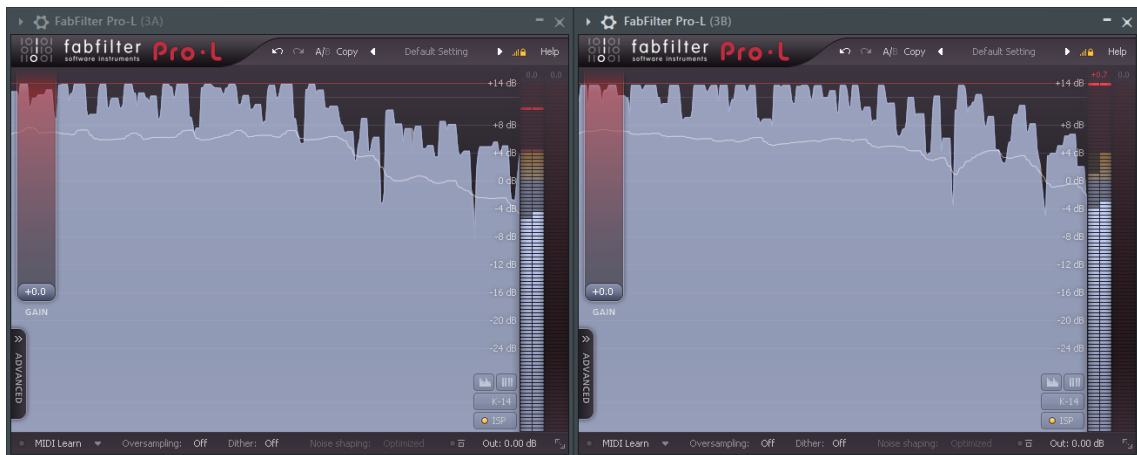 FabFilter Pro-L (3A)
fabfilter Pro·L
software instruments
A/B Copy Default Setting Help
0.0 0.0
+14 dB
+8 dB
+4 dB
0 dB
-4 dB
-8 dB
-12 dB
-16 dB
-20 dB
-24 dB
+0.0
GAIN
ADVANCED
K-14
ISP
MIDI Learn Oversampling: Off Dither: Off Noise shaping: Optimized Out: 0.00 dB
FabFilter Pro-L (3B)
fabfilter Pro·L
software instruments
A/B Copy Default Setting Help
+0.7 0.0
+14 dB
+8 dB
+4 dB
0 dB
-4 dB
-8 dB
-12 dB
-16 dB
-20 dB
-24 dB
+0.0
GAIN
ADVANCED
K-14
ISP
MIDI Learn Oversampling: Off Dither: Off Noise shaping: Optimized Out: 0.00 dB